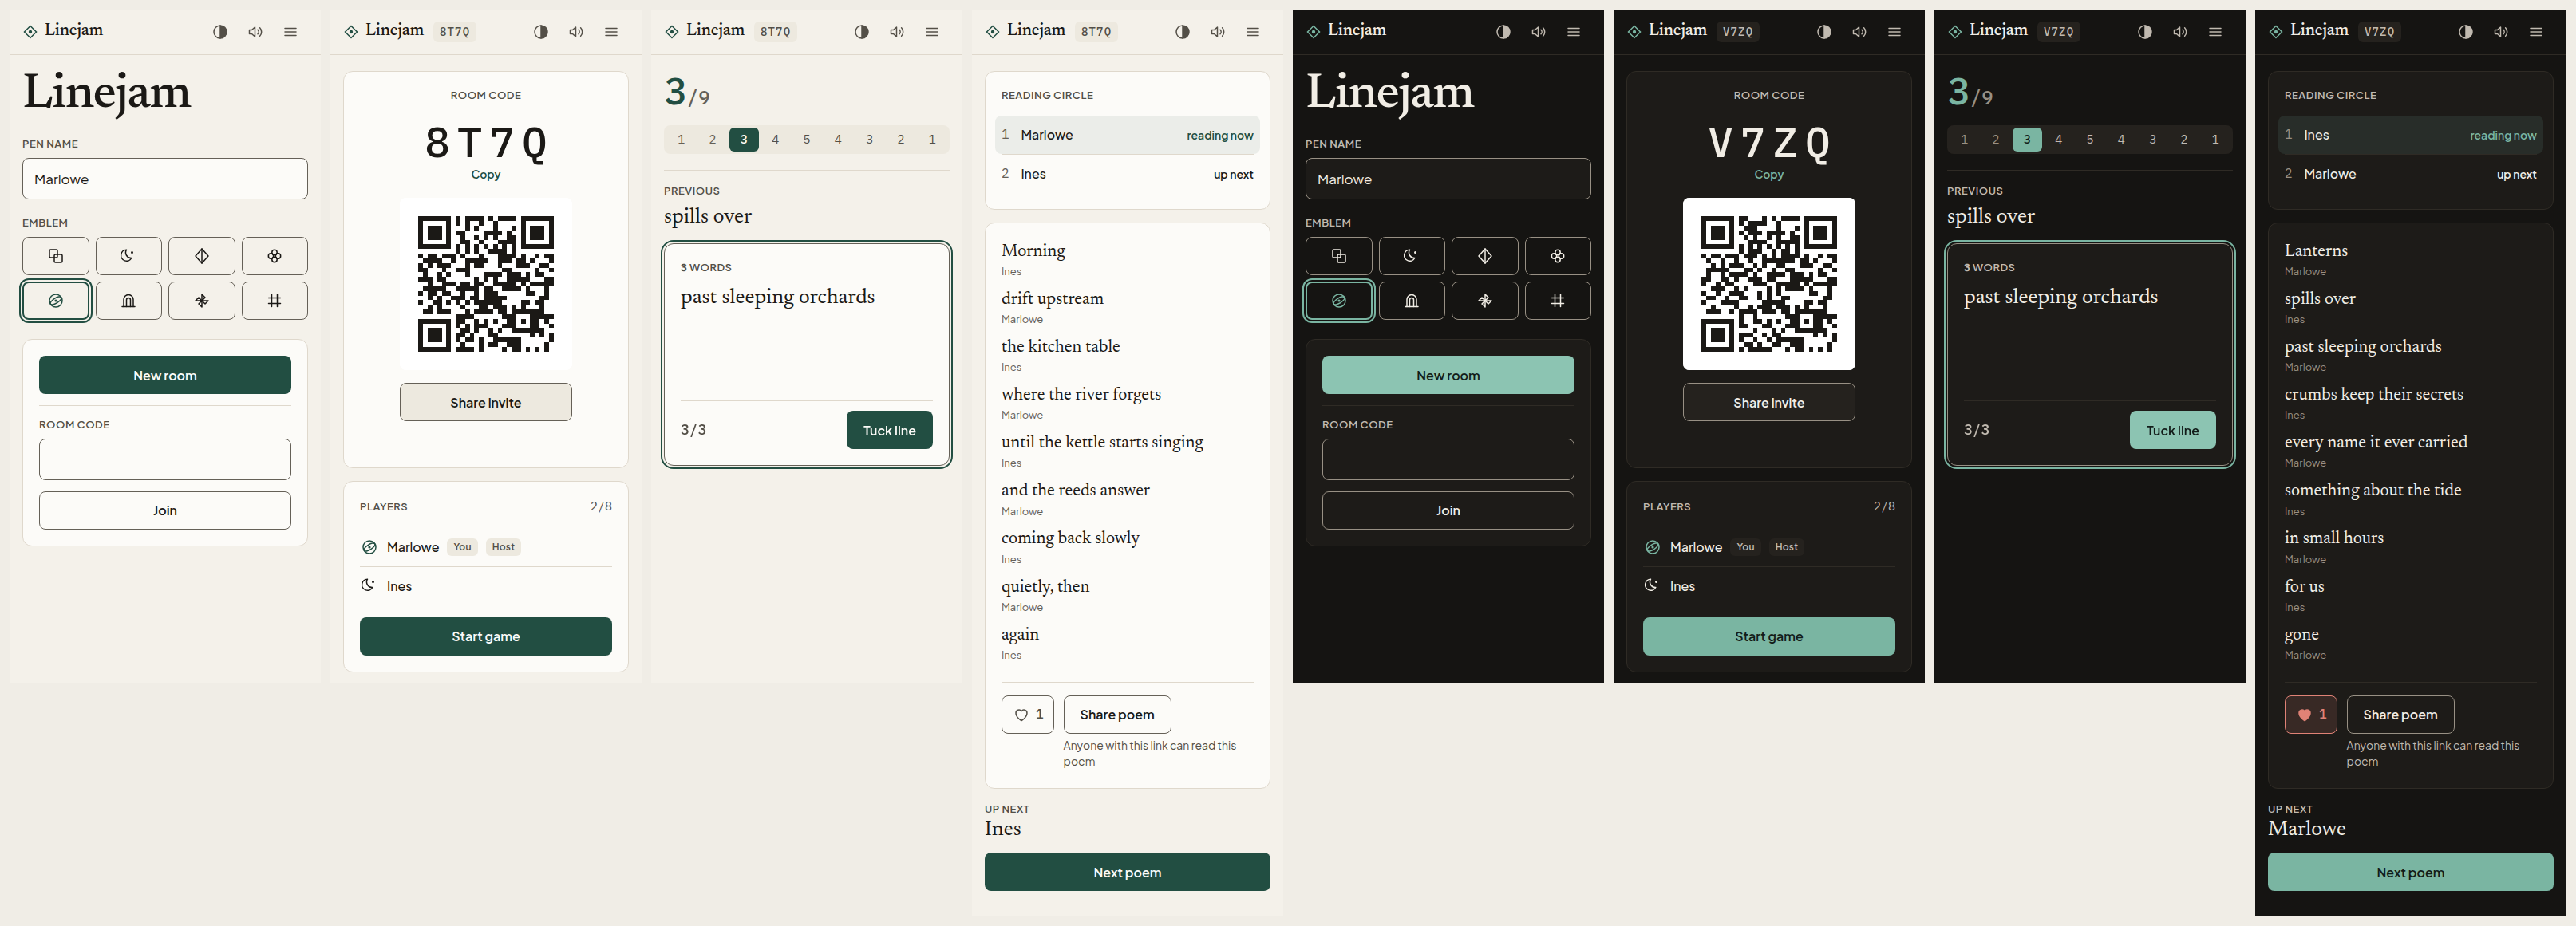 Linejam
Linejam
PEN NAME
Marlowe
EMBLEM
New room
ROOM CODE
Join
Linejam 8T7Q
ROOM CODE
8T7Q
Copy
Share invite
PLAYERS 2/8
Marlowe You Host
Ines
Start game
Linejam 8T7Q
3/9
1 2 3 4 5 4 3 2 1
PREVIOUS
spills over
3 WORDS
past sleeping orchards
3/3 Tuck line
Linejam 8T7Q
READING CIRCLE
1 Marlowe reading now
2 Ines up next
Morning
Ines
drift upstream
Marlowe
the kitchen table
Ines
where the river forgets
Marlowe
until the kettle starts singing
Ines
and the reeds answer
Marlowe
coming back slowly
Ines
quietly, then
Marlowe
again
Ines
1 Share poem
Anyone with this link can read this
poem
UP NEXT
Ines
Next poem
Linejam
Linejam
PEN NAME
Marlowe
EMBLEM
New room
ROOM CODE
Join
Linejam V7ZQ
ROOM CODE
V7ZQ
Copy
Share invite
PLAYERS 2/8
Marlowe You Host
Ines
Start game
Linejam V7ZQ
3/9
1 2 3 4 5 4 3 2 1
PREVIOUS
spills over
3 WORDS
past sleeping orchards
3/3 Tuck line
Linejam V7ZQ
READING CIRCLE
1 Ines reading now
2 Marlowe up next
Lanterns
Marlowe
spills over
Ines
past sleeping orchards
Marlowe
crumbs keep their secrets
Ines
every name it ever carried
Marlowe
something about the tide
Ines
in small hours
Marlowe
for us
Ines
gone
Marlowe
1 Share poem
Anyone with this link can read this
poem
UP NEXT
Marlowe
Next poem